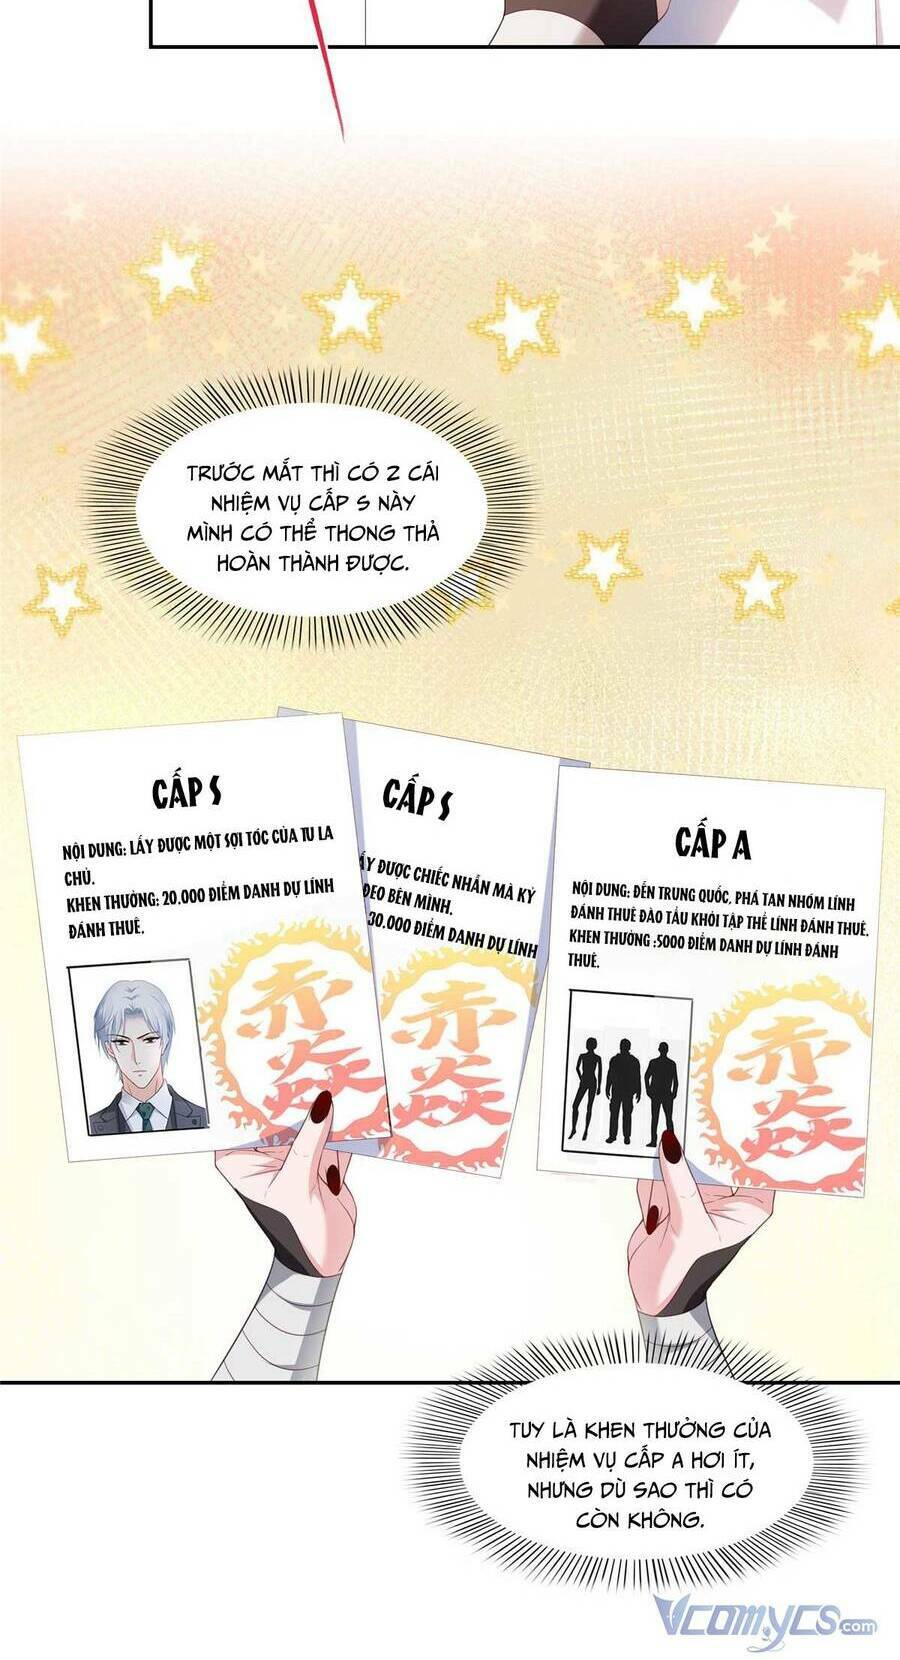 TRƯỚC MẮT THÌ CÓ 2 CÁI
NHIỆM VỤ CẤP S NÀY
MÌNH CÓ THỂ THONG THẢ
HOÀN THÀNH ĐƯỢC.
CẤP S
NỘI DUNG: LẤY ĐƯỢC MỘT SỢI TÓC CỦA TU LA
CHỦ.
KHEN THƯỞNG: 20.000 ĐIỂM DANH DỰ LÍNH
ĐÁNH THUÊ.
赤焱
CẤP S
ẤY ĐƯỢC CHIẾC NHẪN MÀ KỶ
ĐEO BÊN MÌNH.
30.000 ĐIỂM DANH DỰ LÍNH
赤焱
CẤP A
NỘI DUNG: ĐẾN TRUNG QUỐC, PHÁ TAN NHÓM LÍNH
ĐÁNH THUÊ ĐÀO TẨU KHỎI TẬP THỂ LÍNH ĐÁNH THUÊ.
KHEN THƯỞNG :5000 ĐIỂM DANH DỰ LÍNH ĐÁNH
THUÊ.
赤焱
TUY LÀ KHEN THƯỞNG CỦA
NHIỆM VỤ CẤP A HƠI ÍT,
NHƯNG DÙ SAO THÌ CÓ
CÒN KHÔNG.
VCOMYCS.com